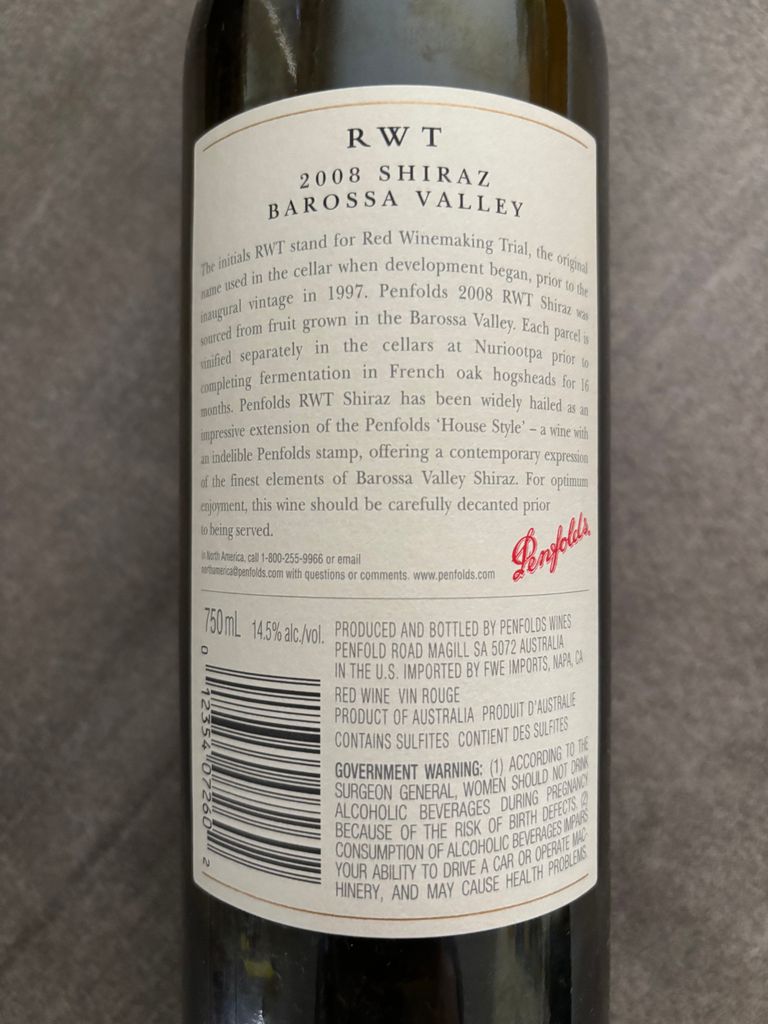 RWT
2008 SHIRAZ
BAROSSA VALLEY
The initials RWT stand for Red Winemaking Trial, the original
name used in the cellar when development began, prior to the
inaugural vintage in 1997. Penfolds 2008 RWT Shiraz was
sourced from fruit grown in the Barossa Valley. Each parcel is
vinified separately in the cellars at Nuriootpa prior to
completing fermentation in French oak hogsheads for 16
months. Penfolds RWT Shiraz has been widely hailed as an
impressive extension of the Penfolds 'House Style' – a wine with
an indelible Penfolds stamp, offering a contemporary expression
of the finest elements of Barossa Valley Shiraz. For optimum
enjoyment, this wine should be carefully decanted prior
to being served.
Penfolds.
In North America, call 1-800-255-9966 or email
northamerica@penfolds.com with questions or comments. www.penfolds.com
750mL 14.5% alc./vol.
PRODUCED AND BOTTLED BY PENFOLDS WINES
PENFOLD ROAD MAGILL SA 5072 AUSTRALIA
IN THE U.S. IMPORTED BY FWE IMPORTS, NAPA, CA
RED WINE VIN ROUGE
PRODUCT OF AUSTRALIA PRODUIT D'AUSTRALIE
CONTAINS SULFITES CONTIENT DES SULFITES
GOVERNMENT WARNING: (1) ACCORDING TO THE
SURGEON GENERAL, WOMEN SHOULD NOT DRINK
ALCOHOLIC BEVERAGES DURING PREGNANCY
BECAUSE OF THE RISK OF BIRTH DEFECTS. (2)
CONSUMPTION OF ALCOHOLIC BEVERAGES IMPAIRS
YOUR ABILITY TO DRIVE A CAR OR OPERATE MAC-
HINERY, AND MAY CAUSE HEALTH PROBLEMS.
0 12354 07260 2